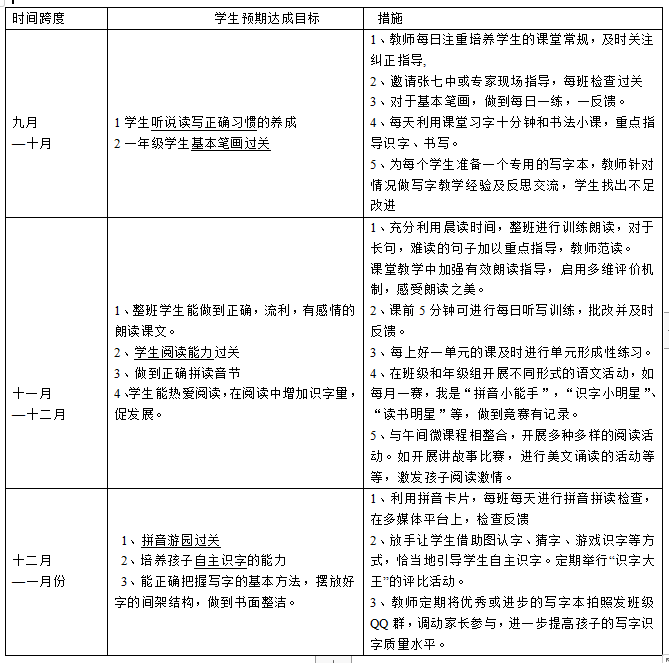 时间跨度
学生预期达成目标
措施
九月
—十月
1 学生听说读写正确习惯的养成
2 一年级学生基本笔画过关
1、教师每日注重培养学生的课堂常规，及时关注
纠正指导,
2、邀请张七中或专家现场指导，每班检查过关
3、对于基本笔画，做到每日一练，一反馈。
4、每天利用课堂习字十分钟和书法小课，重点指
导识字、书写。
5、为每个学生准备一个专用的写字本，教师针对
情况做写字教学经验及反思交流，学生找出不足
改进
十一月
—十二月
1、整班学生能做到正确，流利，有感情的
朗读课文。
2、学生阅读能力过关
3、做到正确拼读音节
4、学生能热爱阅读，在阅读中增加识字量，
促发展。
1、充分利用晨读时间，整班进行训练朗读，对于
长句，难读的句子加以重点指导，教师范读。
课堂教学中加强有效朗读指导，启用多维评价机
制，感受朗读之美。
2、课前 5 分钟可进行每日听写训练，批改并及时
反馈。
3、每上好一单元的课及时进行单元形成性练习。
4、在班级和年级组开展不同形式的语文活动，如
每月一赛，我是“拼音小能手”，“识字小明星”、
“读书明星”等，做到竞赛有记录。
5、与午间微课程相整合，开展多种多样的阅读活
动。如开展讲故事比赛，进行美文诵读的活动等
等，激发孩子阅读激情。
十二月
—一月份
1、拼音游园过关
2、培养孩子自主识字的能力
3、能正确把握写字的基本方法，摆放好
字的间架结构，做到书面整洁。
1、利用拼音卡片，每班每天进行拼音拼读检查，
在多媒体平台上，检查反馈
2、放手让学生借助图认字、猜字、游戏识字等方
式，恰当地引导学生自主识字。定期举行“识字大
王”的评比活动。
3、教师定期将优秀或进步的写字本拍照发班级
QQ 群，调动家长参与，进一步提高孩子的写字识
字质量水平。